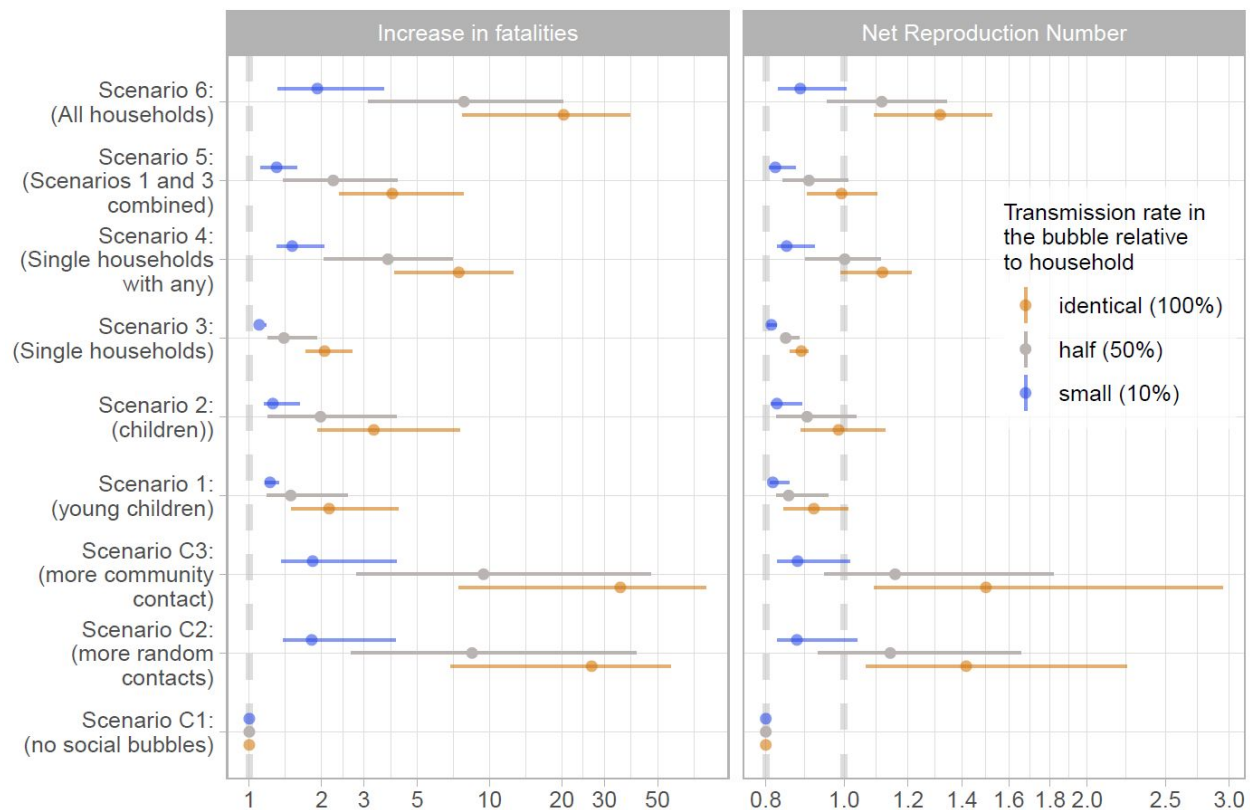 Increase in fatalities
Net Reproduction Number
Scenario 6:
(All households)
Scenario 5:
(Scenarios 1 and 3
combined)
Scenario 4:
(Single households
with any)
Scenario 3:
(Single households)
Scenario 2:
(children))
Scenario 1:
(young children)
Scenario C3:
(more community
contact)
Scenario C2:
(more random
contacts)
Scenario C1:
(no social bubbles)
Transmission rate in
the bubble relative
to household
identical (100%)
half (50%)
small (10%)
1 2 3 5 10 20 30 50
0.8 1.0 1.2 1.4 1.6 1.8 2.0 2.5 3.0